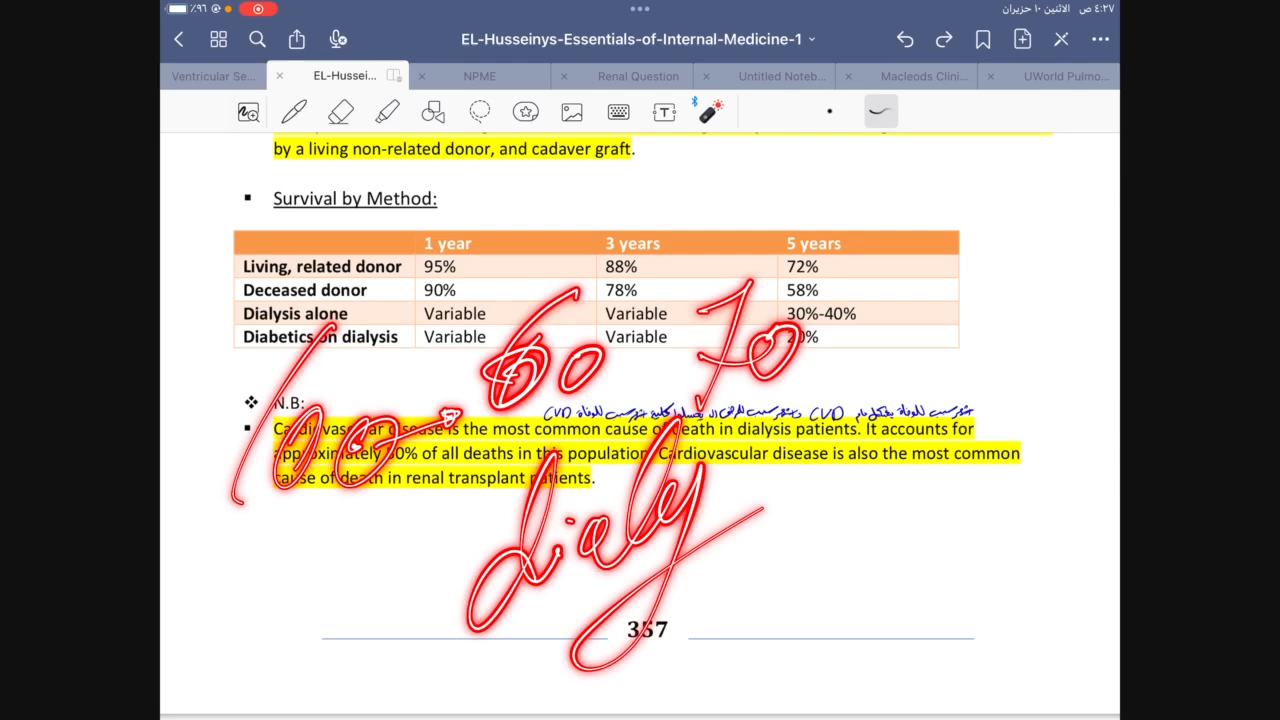 ٪٩٦ الاثنين ١٠ حزيران ٤:٢٧ ص
EL-Husseinys-Essentials-of-Internal-Medicine-1
Ventricular Se... EL-Hussei... NPME Renal Question Untitled Noteb... Macleods Clini... UWorld Pulmo...
by a living non-related donor, and cadaver graft.
▪ Survival by Method:
1 year 3 years 5 years
Living, related donor 95% 88% 72%
Deceased donor 90% 78% 58%
Dialysis alone Variable Variable 30%-40%
Diabetics on dialysis Variable Variable 20%
60 70
100
❖ N.B:
CVD CVD
▪ Cardiovascular disease is the most common cause of death in dialysis patients. It accounts for
approximately 50% of all deaths in this population. Cardiovascular disease is also the most common
cause of death in renal transplant patients.
dialy
357